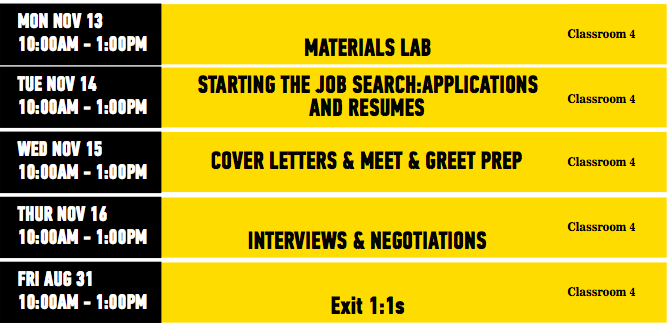 MON NOV 13
10:00AM – 1:00PM
MATERIALS LAB
Classroom 4
TUE NOV 14
10:00AM – 1:00PM
STARTING THE JOB SEARCH:APPLICATIONS
AND RESUMES
Classroom 4
WED NOV 15
10:00AM – 1:00PM
COVER LETTERS & MEET & GREET PREP
Classroom 4
THUR NOV 16
10:00AM – 1:00PM
INTERVIEWS & NEGOTIATIONS
Classroom 4
FRI AUG 31
10:00AM – 1:00PM
Exit 1:1s
Classroom 4